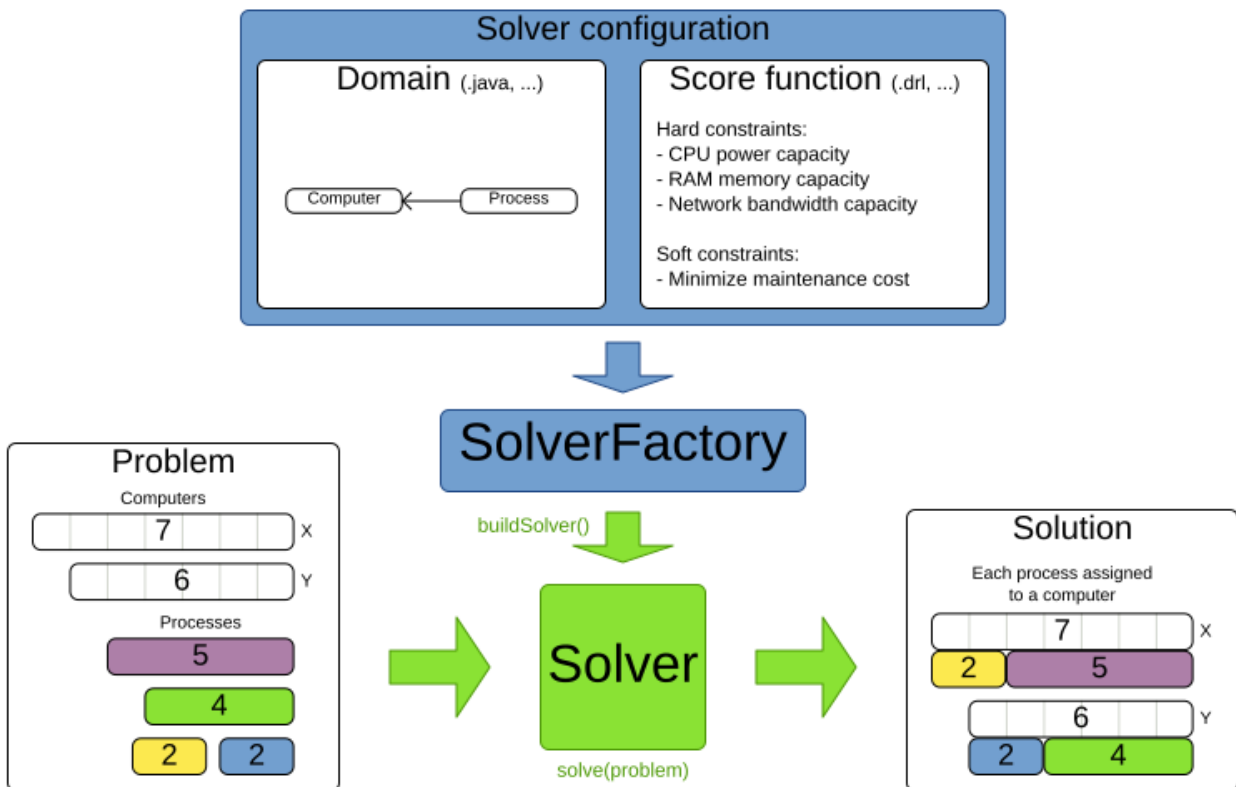 Solver configuration
Domain (.java, ...)
Computer
Process
Score function (.drl, ...)
Hard constraints:
- CPU power capacity
- RAM memory capacity
- Network bandwidth capacity
Soft constraints:
- Minimize maintenance cost
SolverFactory
buildSolver()
Problem
Computers
7 X
6 Y
Processes
5
4
2 2
Solver
solve(problem)
Solution
Each process assigned
to a computer
7 X
2 5
6 Y
2 4